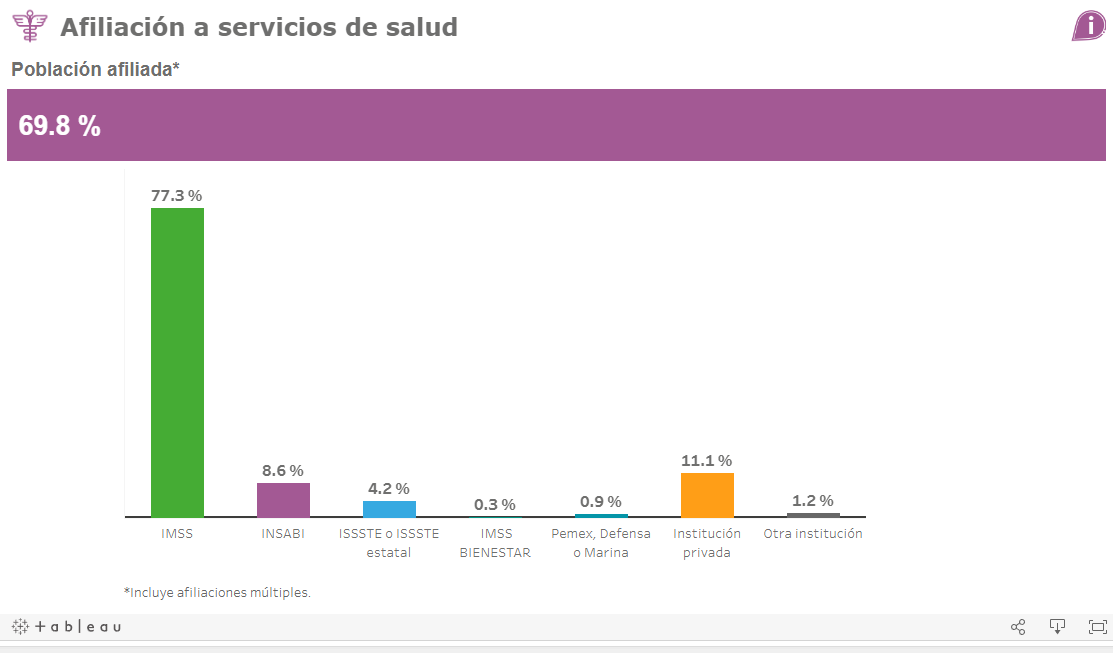 Afiliación a servicios de salud
i
Población afiliada*
69.8 %
77.3 %
8.6 %
4.2 %
0.3 %
0.9 %
11.1 %
1.2 %
IMSS
INSABI
ISSSTE o ISSSTE
estatal
IMSS
BIENESTAR
Pemex, Defensa
o Marina
Institución
privada
Otra institución
*Incluye afiliaciones múltiples.
+ a b | e a u